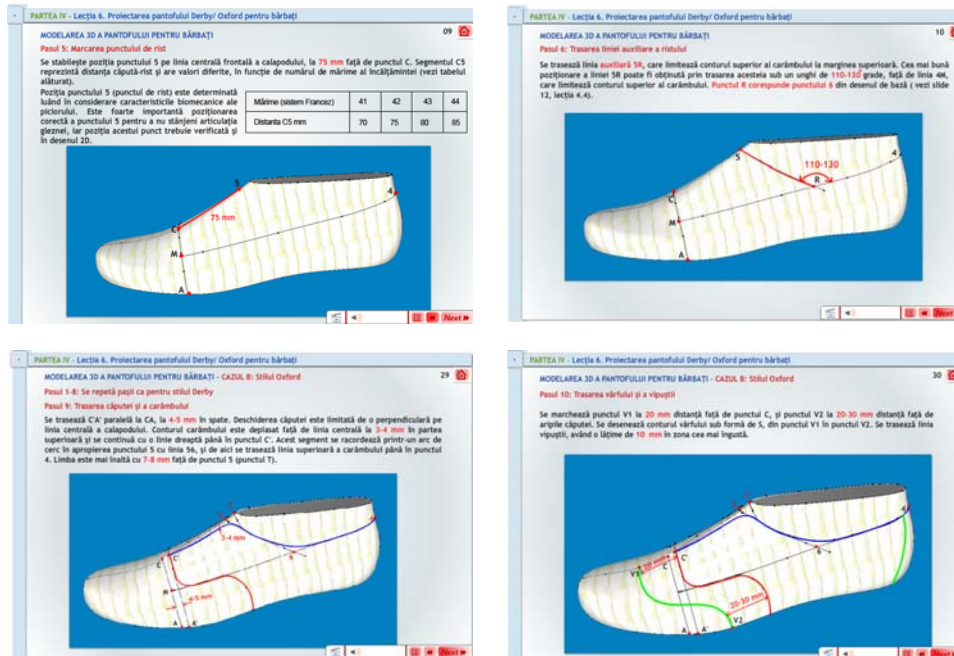 PARTEA IV - Lecția 6. Proiectarea pantofului Derby/ Oxford pentru bărbați
MODELAREA 3D A PANTOFULUI PENTRU BĂRBAȚI
09
Pasul 5: Marcarea punctului de rist
Se stabilește poziția punctului 5 pe linia centrală frontală a calapodului, la 75 mm față de punctul C. Segmentul C5
reprezintă distanța căpută-rist și are valori diferite, în funcție de numărul de mărime al încălțămintei (vezi tabelul
alăturat).
Poziția punctului 5 (punctul de rist) este determinată
luând în considerare caracteristicile biomecanice ale
piciorului. Este foarte importantă poziționarea
corectă a punctului 5 pentru a nu stânjeni articulația
gleznei, iar poziția acestui punct trebuie verificată și
în desenul 2D.
Mărime (sistem Francez) 41 42 43 44
Distanta C5 mm 70 75 80 85
5
4
75 mm
C
M
A
Next
PARTEA IV - Lecția 6. Proiectarea pantofului Derby/ Oxford pentru bărbați
MODELAREA 3D A PANTOFULUI PENTRU BĂRBAȚI
10
Pasul 6: Trasarea liniei auxiliare a ristului
Se trasează linia auxiliară 5R, care limitează conturul superior al carâmbului la marginea superioară. Cea mai bună
poziționare a liniei 5R poate fi obținută prin trasarea acesteia sub un unghi de 110-130 grade, față de linia 4M,
care limitează conturul superior al carâmbului. Punctul R corespunde punctului 6 din desenul de bază ( vezi slide
12, lecția 4.4).
5
4
110-130
R
C
M
A
Next
PARTEA IV - Lecția 6. Proiectarea pantofului Derby/ Oxford pentru bărbați
MODELAREA 3D A PANTOFULUI PENTRU BĂRBAȚI - CAZUL B: Stilul Oxford
29
Pasul 1-8: Se repetă pașii ca pentru stilul Derby
Pasul 9: Trasarea căputei și a carâmbului
Se trasează C'A' paralelă la CA, la 4-5 mm în spate. Deschiderea căputei este limitată de o perpendiculară pe
linia centrală a calapodului. Conturul carâmbului este deplasat față de linia centrală la 3-4 mm în partea
superioară și se continuă cu o linie dreaptă până în punctul C'. Acest segment se racordează printr-un arc de
cerc în apropierea punctului 5 cu linia 56, și de aici se trasează linia superioară a carâmbului până în punctul
4. Limba este mai înaltă cu 7-8 mm față de punctul 5 (punctul T).
3-4 mm
C
C'
M
4-5 mm
A
A'
Next
PARTEA IV - Lecția 6. Proiectarea pantofului Derby/ Oxford pentru bărbați
MODELAREA 3D A PANTOFULUI PENTRU BĂRBAȚI - CAZUL B: Stilul Oxford
30
Pasul 10: Trasarea vârfului și a vipuștii
Se marchează punctul V1 la 20 mm distanță față de punctul C, și punctul V2 la 20-30 mm distanță față de
aripile căputei. Se desenează conturul vârfului sub formă de S, din punctul V1 în punctul V2. Se trasează linia
vipuștii, având o lățime de 10 mm în zona cea mai îngustă.
4
C'
6
20 mm
V1
C
20-30 mm
V2
A
A'
Next